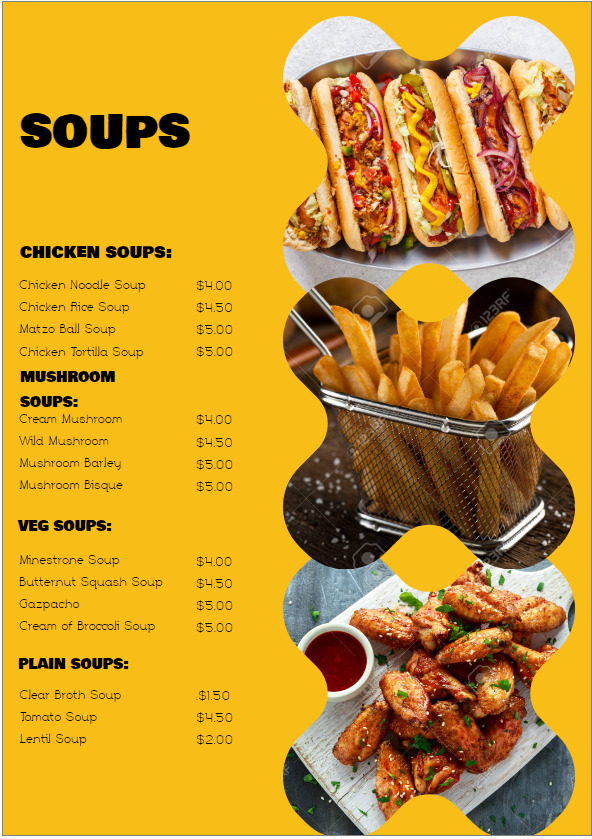 SOUPS
CHICKEN SOUPS:
Chicken Noodle Soup $4.00
Chicken Rice Soup $4.50
Matzo Ball Soup $5.00
Chicken Tortilla Soup $5.00
MUSHROOM
SOUPS:
Cream Mushroom $4.00
Wild Mushroom $4.50
Mushroom Barley $5.00
Mushroom Bisque $5.00
VEG SOUPS:
Minestrone Soup $4.00
Butternut Squash Soup $4.50
Gazpacho $5.00
Cream of Broccoli Soup $5.00
PLAIN SOUPS:
Clear Broth Soup .$1.50
Tomato Soup $4.50
Lentil Soup $2.00
123RF